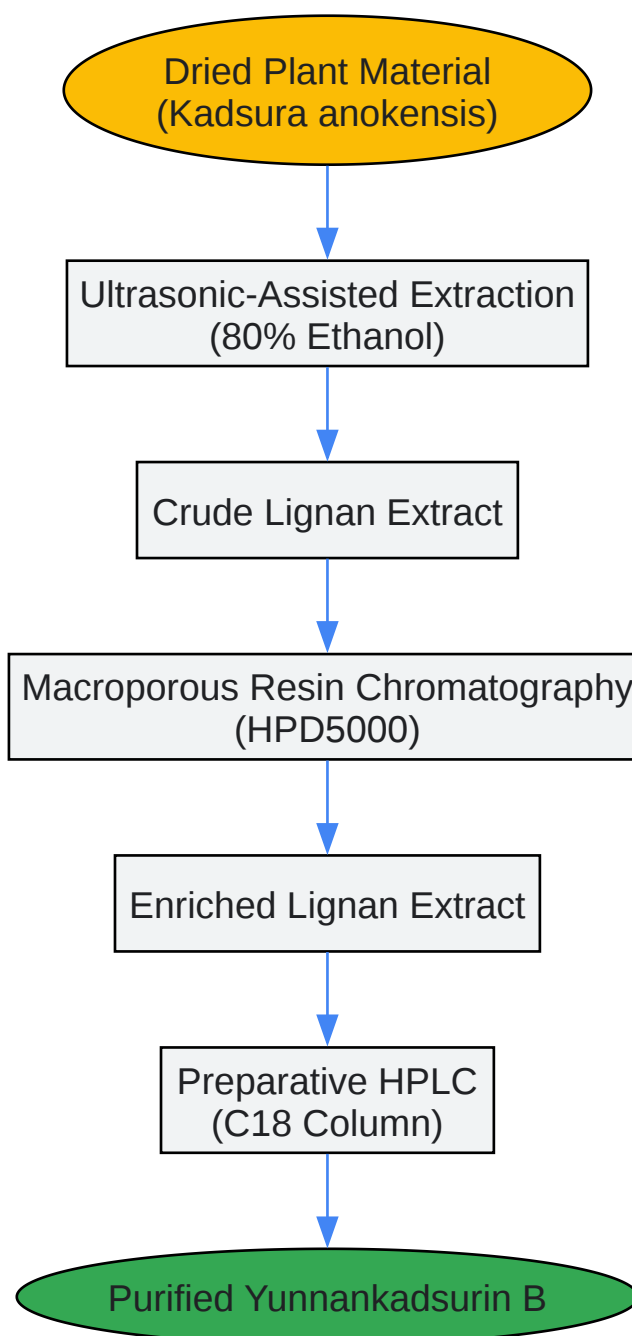 Dried Plant Material
(Kadsura anokensis)
Ultrasonic-Assisted Extraction
(80% Ethanol)
Crude Lignan Extract
Macroporous Resin Chromatography
(HPD5000)
Enriched Lignan Extract
Preparative HPLC
(C18 Column)
Purified Yunnankadsurin B